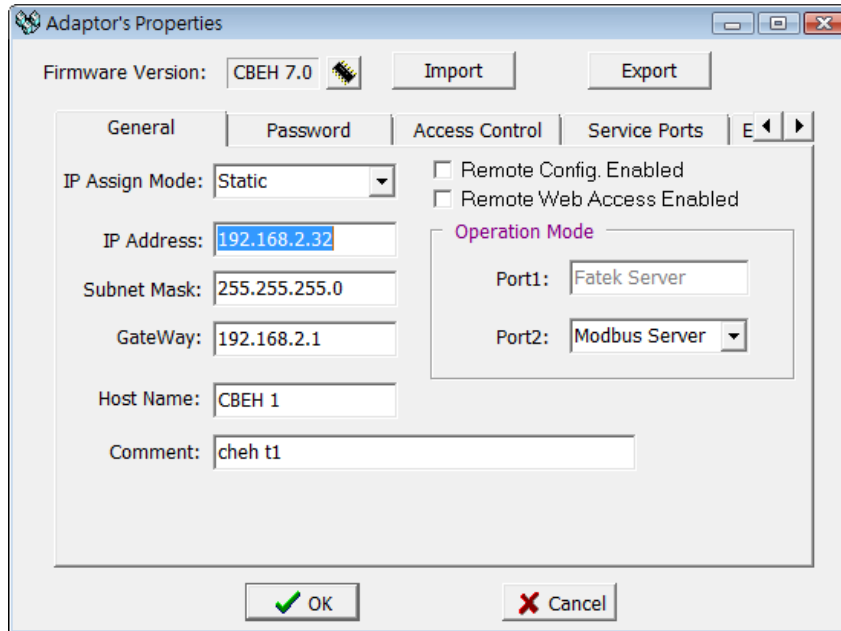 Adaptor's Properties
Firmware Version: CBEH 7.0 Import Export
General Password Access Control Service Ports E
IP Assign Mode: Static
Remote Config. Enabled
Remote Web Access Enabled
IP Address: 192.168.2.32
Subnet Mask: 255.255.255.0
GateWay: 192.168.2.1
Host Name: CBEH 1
Comment: cheh t1
Operation Mode
Port1: Fatek Server
Port2: Modbus Server
OK Cancel